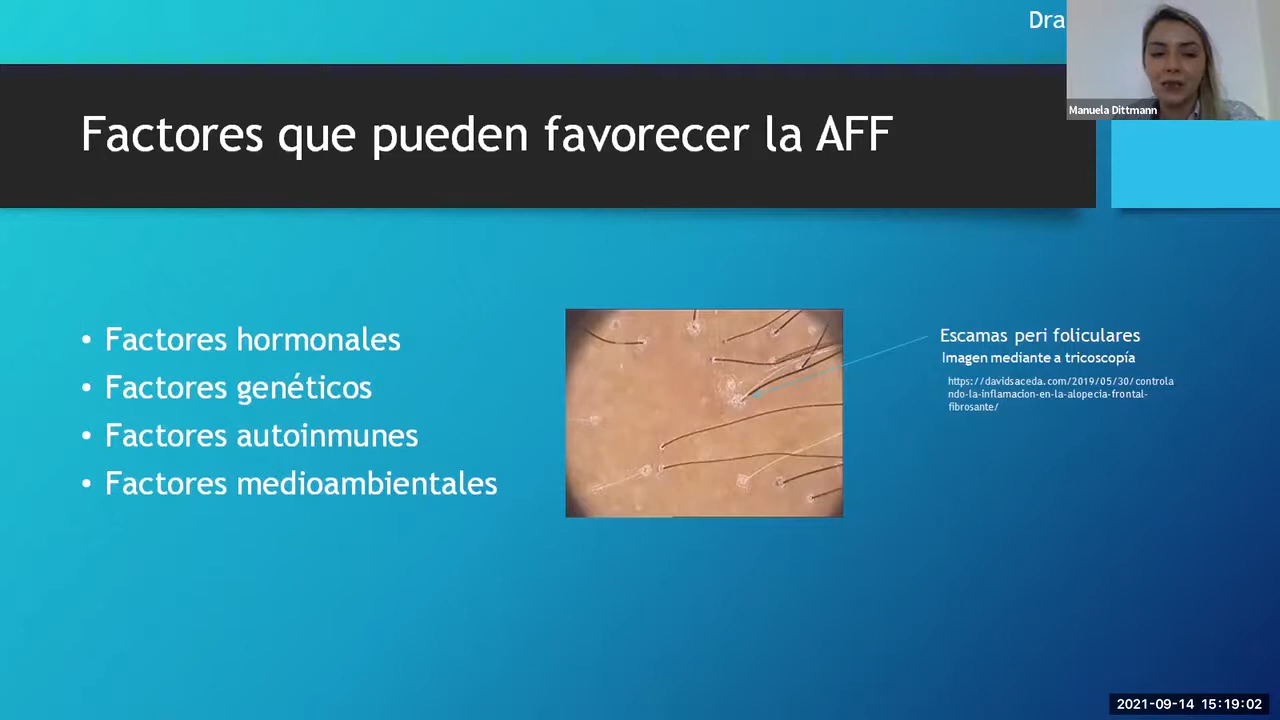 Dra
Manuela Dittmann
Factores que pueden favorecer la AFF
• Factores hormonales
• Factores genéticos
• Factores autoinmunes
• Factores medioambientales
Escamas peri foliculares
Imagen mediante a tricoscopía
https://davidsaceda.com/2019/05/30/controla
ndo-la-inflamacion-en-la-alopecia-frontal-
fibrosante/
2021-09-14 15:19:02